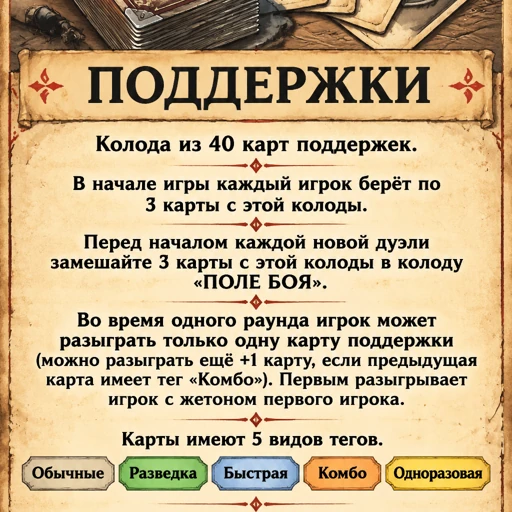 ПОДДЕРЖКИ
Колода из 40 карт поддержек.
В начале игры каждый игрок берёт по
3 карты с этой колоды.
Перед началом каждой новой дуэли
замешайте 3 карты с этой колоды в колоду
«ПОЛЕ БОЯ».
Во время одного раунда игрок может
разыграть только одну карту поддержки
(можно разыграть ещё +1 карту, если предыдущая
карта имеет тег «Комбо»). Первым разыгрывает
игрок с жетоном первого игрока.
Карты имеют 5 видов тегов.
Обычные Разведка Быстрая Комбо Одноразовая